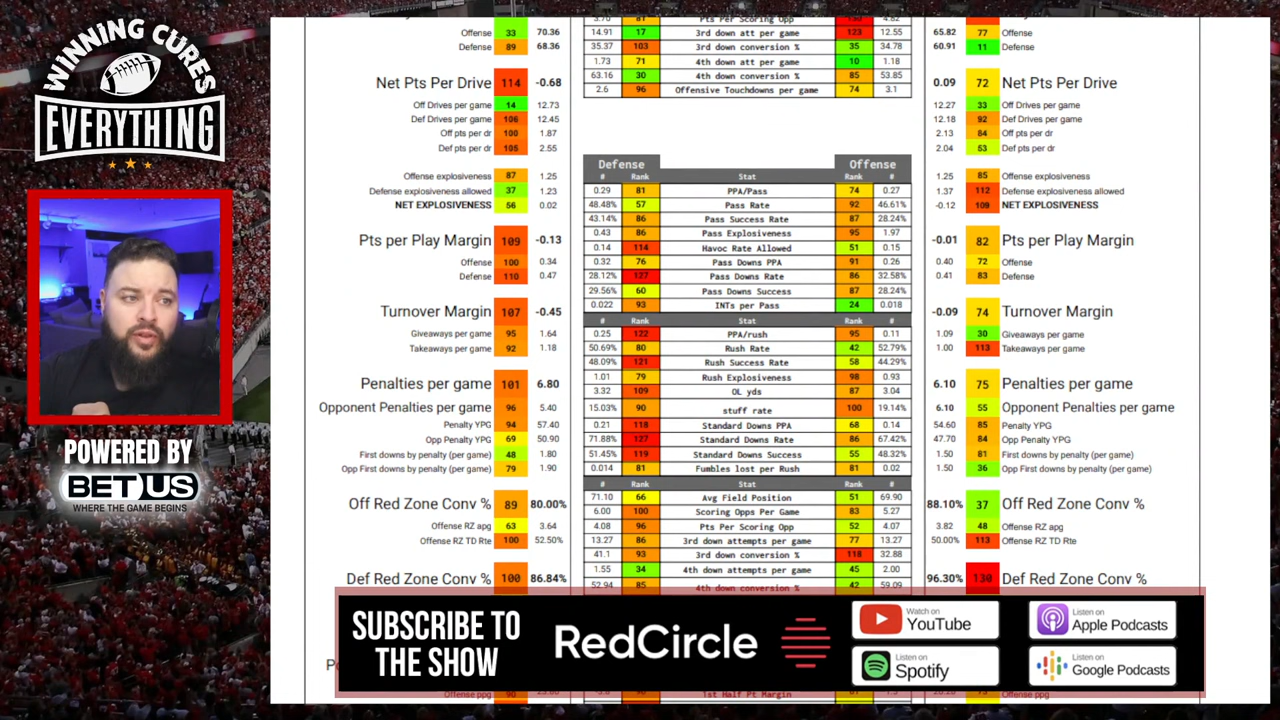 WINNING CURES
EVERYTHING
POWERED BY
BETUS
WHERE THE GAME BEGINS
Offense 33 70.36
Defense 89 68.36
Net Pts Per Drive 114 -0.68
Off Drives per game 14 12.73
Def Drives per game 106 12.45
Off pts per dr 100 1.87
Def pts per dr 105 2.55
Offense explosiveness 87 1.25
Defense explosiveness allowed 37 1.23
NET EXPLOSIVENESS 56 0.02
Pts per Play Margin 109 -0.13
Offense 100 0.34
Defense 110 0.47
Turnover Margin 107 -0.45
Giveaways per game 95 1.64
Takeaways per game 92 1.18
Penalties per game 101 6.80
Opponent Penalties per game 96 5.40
Penalty YPG 94 57.40
Opp Penalty YPG 69 50.90
First downs by penalty (per game) 48 1.80
Opp First downs by penalty (per game) 79 1.90
Off Red Zone Conv % 89 80.00%
Offense RZ apg 63 3.64
Offense RZ TD Rte 100 52.50%
Def Red Zone Conv % 100 86.84%
3.70 81 Pts Per Scoring Opp 130 4.82
14.91 17 3rd down att per game 123 12.55
35.37 103 3rd down conversion % 35 34.78
1.73 71 4th down att per game 10 1.18
63.16 30 4th down conversion % 85 53.85
2.6 96 Offensive Touchdowns per game 74 3.1
Defense Offense
# Rank Stat Rank #
0.29 81 PPA/Pass 74 0.27
48.48% 57 Pass Rate 92 46.61%
43.14% 86 Pass Success Rate 87 28.24%
0.43 86 Pass Explosiveness 95 1.97
0.14 114 Havoc Rate Allowed 51 0.15
0.32 76 Pass Downs PPA 91 0.26
28.12% 127 Pass Downs Rate 86 32.58%
29.56% 60 Pass Downs Success 87 28.24%
0.022 93 INTs per Pass 24 0.018
# Rank Stat Rank #
0.25 122 PPA/rush 95 0.11
50.69% 80 Rush Rate 42 52.79%
48.09% 121 Rush Success Rate 58 44.29%
1.01 79 Rush Explosiveness 98 0.93
3.32 109 OL yds 87 3.04
15.03% 90 stuff rate 100 19.14%
0.21 118 Standard Downs PPA 68 0.14
71.88% 127 Standard Downs Rate 86 67.42%
51.45% 119 Standard Downs Success 55 48.32%
0.014 81 Fumbles lost per Rush 81 0.02
# Rank Stat Rank #
71.10 66 Avg Field Position 51 69.90
6.00 100 Scoring Opps Per Game 83 5.27
4.08 96 Pts Per Scoring Opp 52 4.07
13.27 86 3rd down attempts per game 77 13.27
41.1 93 3rd down conversion % 118 32.88
1.55 34 4th down attempts per game 45 2.00
52.94 85 4th down conversion % 42 59.09
1st Half Pt Margin
65.82 77 Offense
60.91 11 Defense
0.09 72 Net Pts Per Drive
12.27 33 Off Drives per game
12.18 92 Def Drives per game
2.13 84 Off pts per dr
2.04 53 Def pts per dr
1.25 85 Offense explosiveness
1.37 112 Defense explosiveness allowed
-0.12 109 NET EXPLOSIVENESS
-0.01 82 Pts per Play Margin
0.40 72 Offense
0.41 83 Defense
-0.09 74 Turnover Margin
1.09 30 Giveaways per game
1.00 113 Takeaways per game
6.10 75 Penalties per game
6.10 55 Opponent Penalties per game
54.60 85 Penalty YPG
47.70 84 Opp Penalty YPG
1.50 81 First downs by penalty (per game)
1.50 36 Opp First downs by penalty (per game)
88.10% 37 Off Red Zone Conv %
3.82 48 Offense RZ apg
50.00% 113 Offense RZ TD Rte
96.30% 130 Def Red Zone Conv %
Offense ppg
Offense ppg
SUBSCRIBE TO
THE SHOW
RedCircle
Watch on
YouTube
Listen on
Spotify
Listen on
Apple Podcasts
Listen on
Google Podcasts